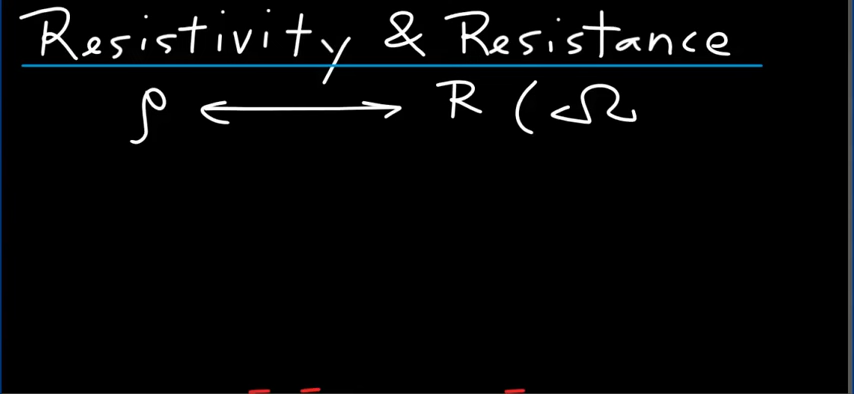 Resistivity & Resistance
ρ ⟷ R (Ω